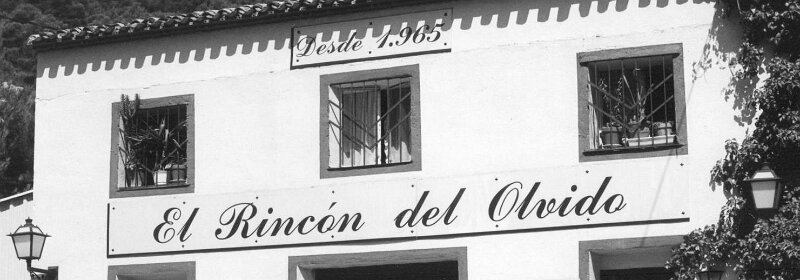 Desde 1.965
El Rincón del Olvido